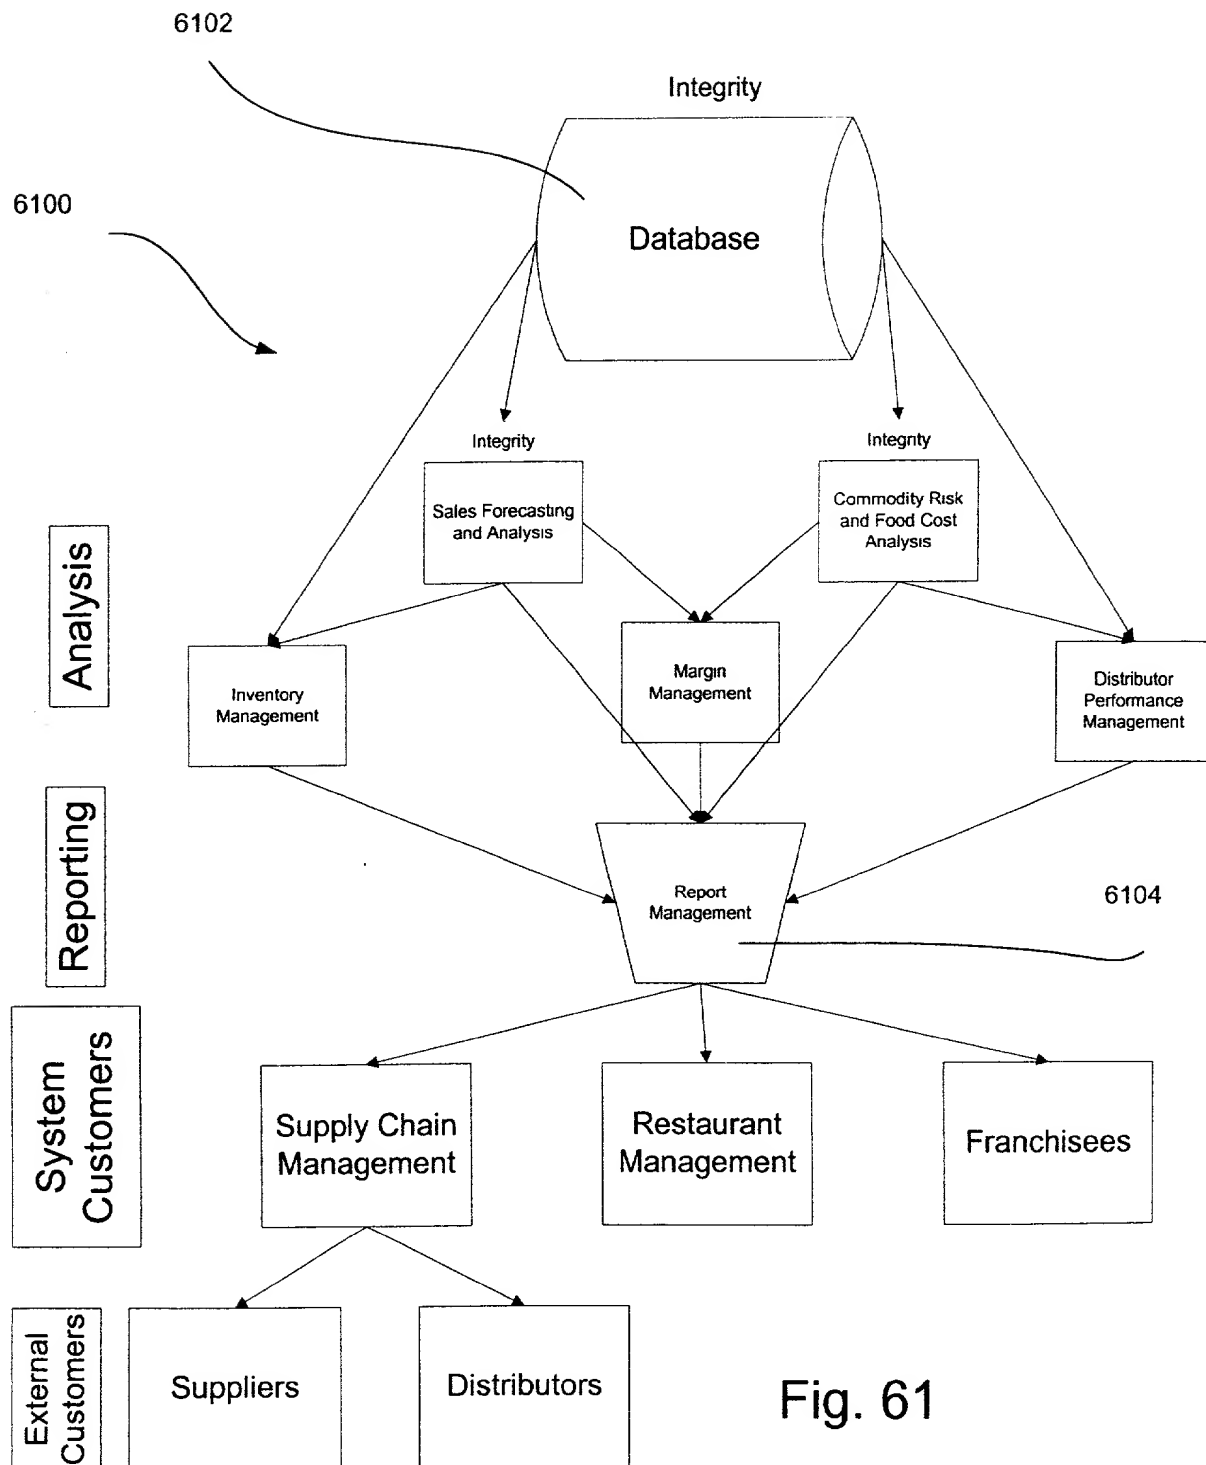 6102
Integrity
6100
Database
Integrity
Integrity
Sales Forecasting
and Analysis
Commodity Risk
and Food Cost
Analysis
Analysis
Inventory
Management
Margin
Management
Distributor
Performance
Management
Reporting
Report
Management
6104
System
Customers
Supply Chain
Management
Restaurant
Management
Franchisees
External
Customers
Suppliers
Distributors
Fig. 61